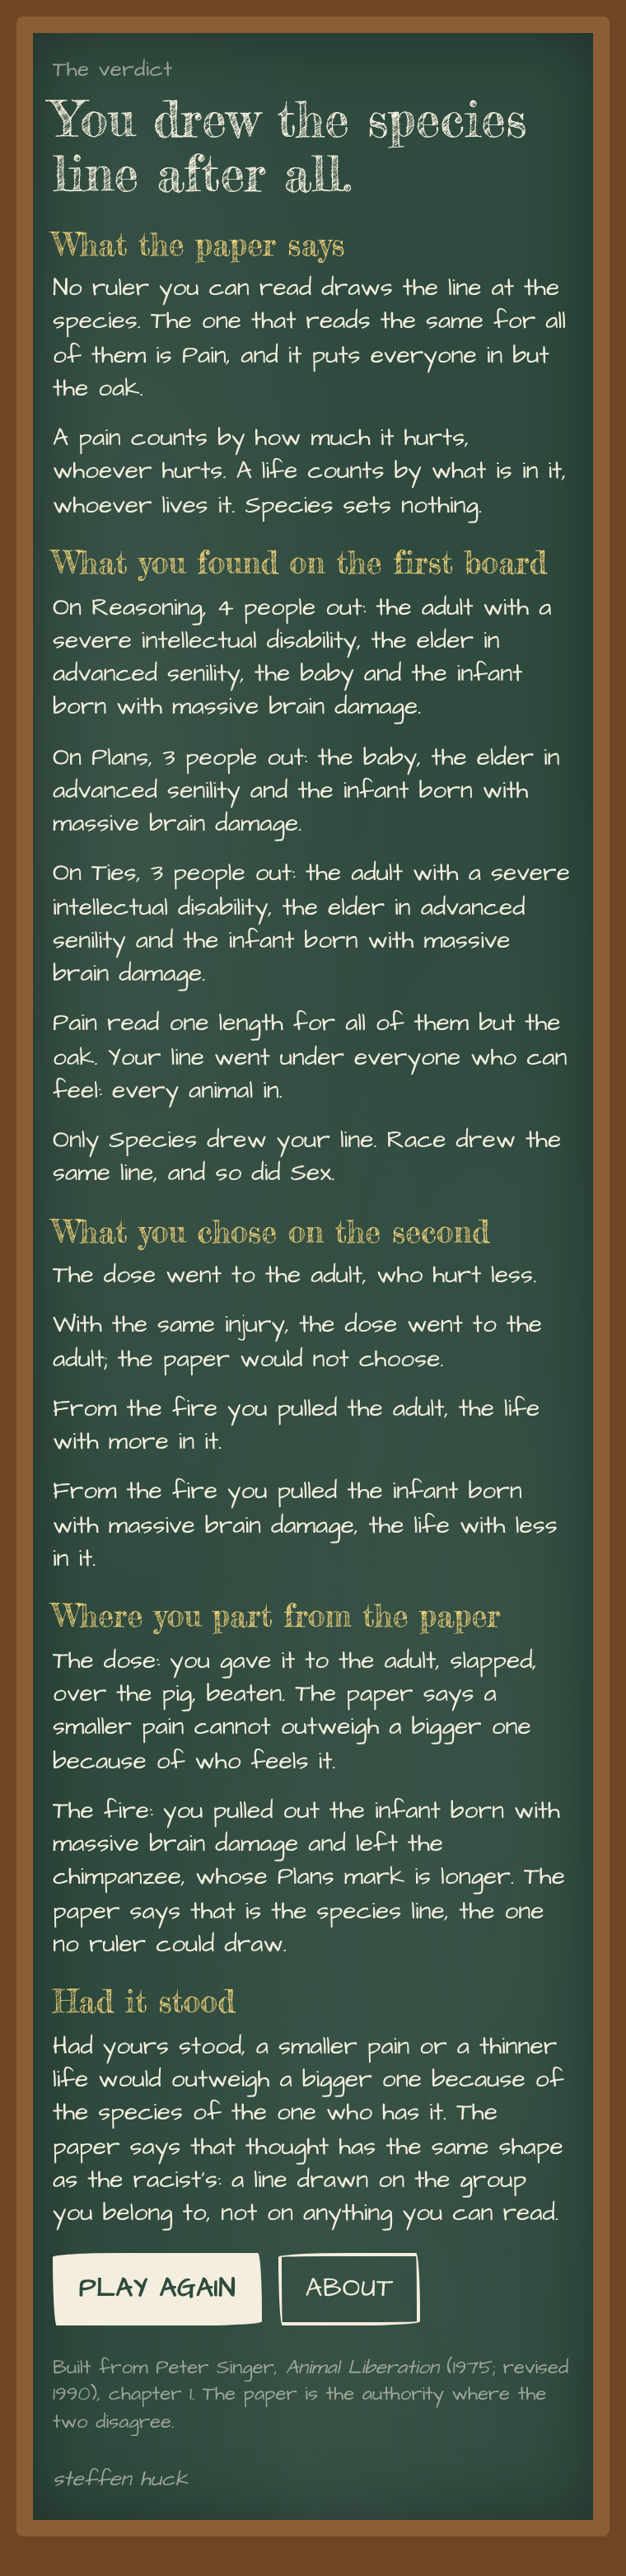 The verdict
You drew the species
line after all.
What the paper says
No ruler you can read draws the line at the
species. The one that reads the same for all
of them is Pain, and it puts everyone in but
the oak.
A pain counts by how much it hurts,
whoever hurts. A life counts by what is in it,
whoever lives it. Species sets nothing.
What you found on the first board
On Reasoning, 4 people out: the adult with a
severe intellectual disability, the elder in
advanced senility, the baby and the infant
born with massive brain damage.
On Plans, 3 people out: the baby, the elder in
advanced senility and the infant born with
massive brain damage.
On Ties, 3 people out: the adult with a severe
intellectual disability, the elder in advanced
senility and the infant born with massive
brain damage.
Pain read one length for all of them but the
oak. Your line went under everyone who can
feel: every animal in.
Only Species drew your line. Race drew the
same line, and so did Sex.
What you chose on the second
The dose went to the adult, who hurt less.
With the same injury, the dose went to the
adult; the paper would not choose.
From the fire you pulled the adult, the life
with more in it.
From the fire you pulled the infant born
with massive brain damage, the life with less
in it.
Where you part from the paper
The dose: you gave it to the adult, slapped,
over the pig, beaten. The paper says a
smaller pain cannot outweigh a bigger one
because of who feels it.
The fire: you pulled out the infant born with
massive brain damage and left the
chimpanzee, whose Plans mark is longer. The
paper says that is the species line, the one
no ruler could draw.
Had it stood
Had yours stood, a smaller pain or a thinner
life would outweigh a bigger one because of
the species of the one who has it. The
paper says that thought has the same shape
as the racist's: a line drawn on the group
you belong to, not on anything you can read.
PLAY AGAIN
ABOUT
Built from Peter Singer, Animal Liberation (1975; revised
1990), chapter 1. The paper is the authority where the
two disagree.
steffen huck